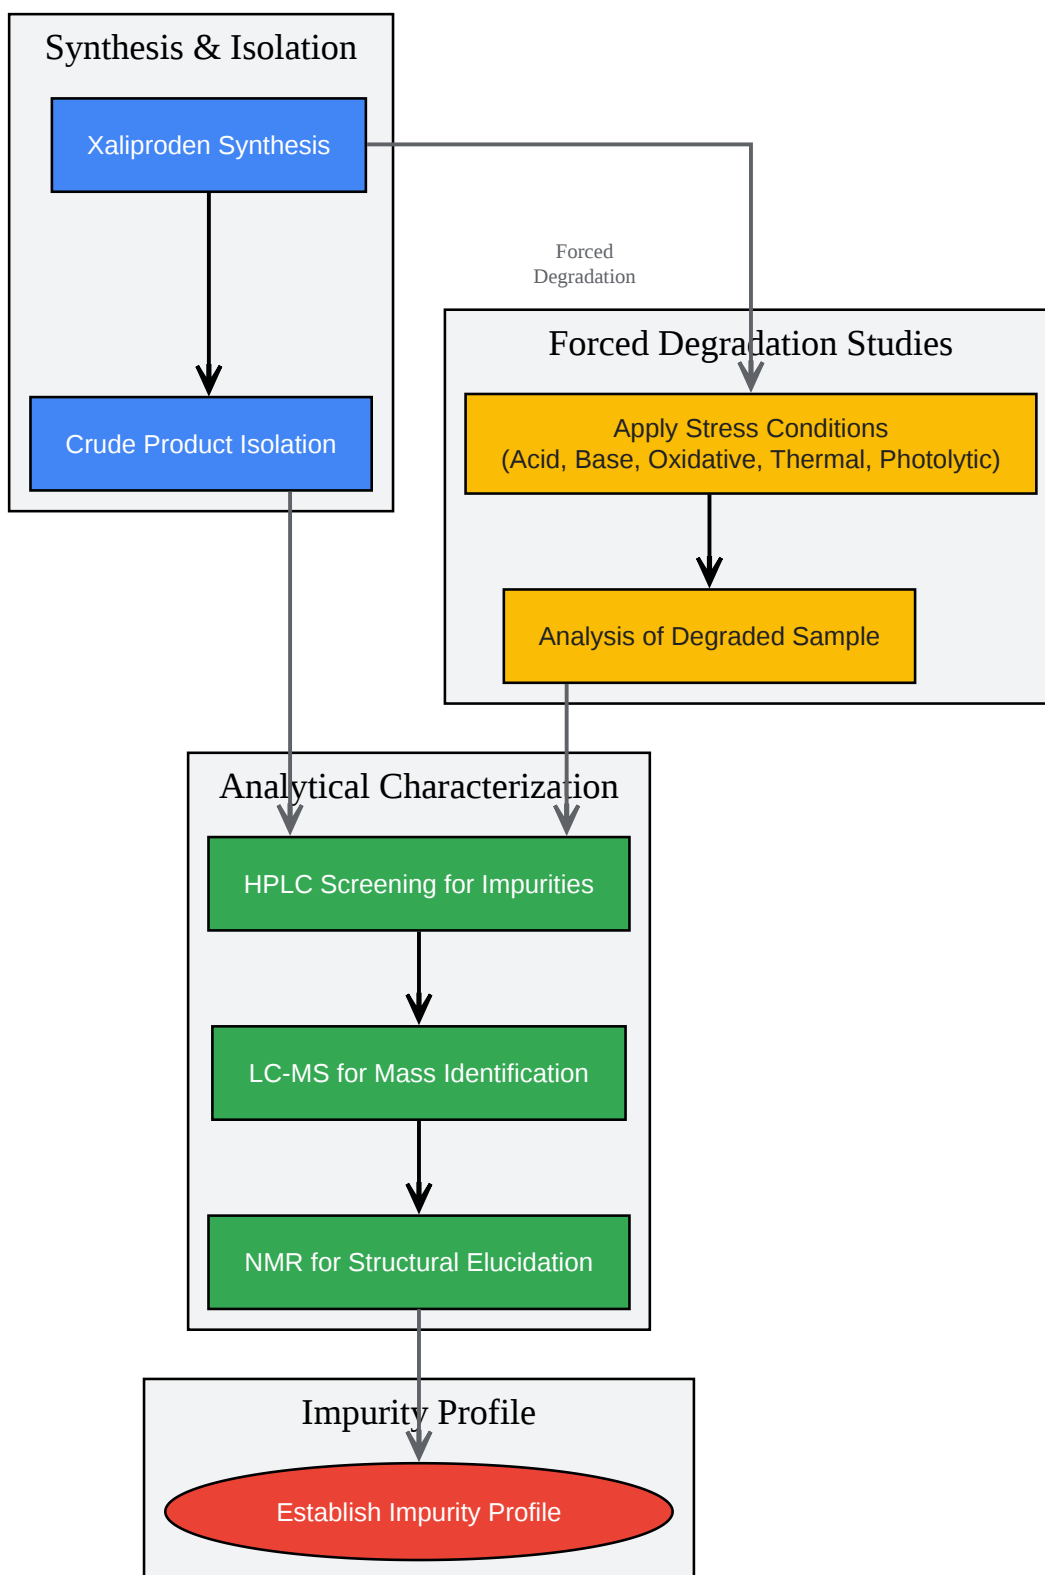 Synthesis & Isolation
Xaliproden Synthesis
Forced
Degradation
Forced Degradation Studies
Apply Stress Conditions
(Acid, Base, Oxidative, Thermal, Photolytic)
Crude Product Isolation
Analysis of Degraded Sample
Analytical Characterization
HPLC Screening for Impurities
LC-MS for Mass Identification
NMR for Structural Elucidation
Impurity Profile
Establish Impurity Profile